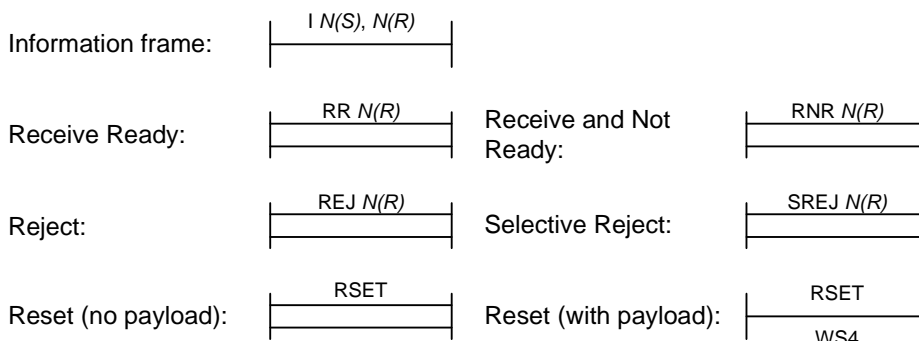 Information frame:
I N(S), N(R)
Receive Ready:
RR N(R)
Receive and Not
Ready:
RNR N(R)
Reject:
REJ N(R)
Selective Reject:
SREJ N(R)
Reset (no payload):
RSET
Reset (with payload):
RSET
WS4